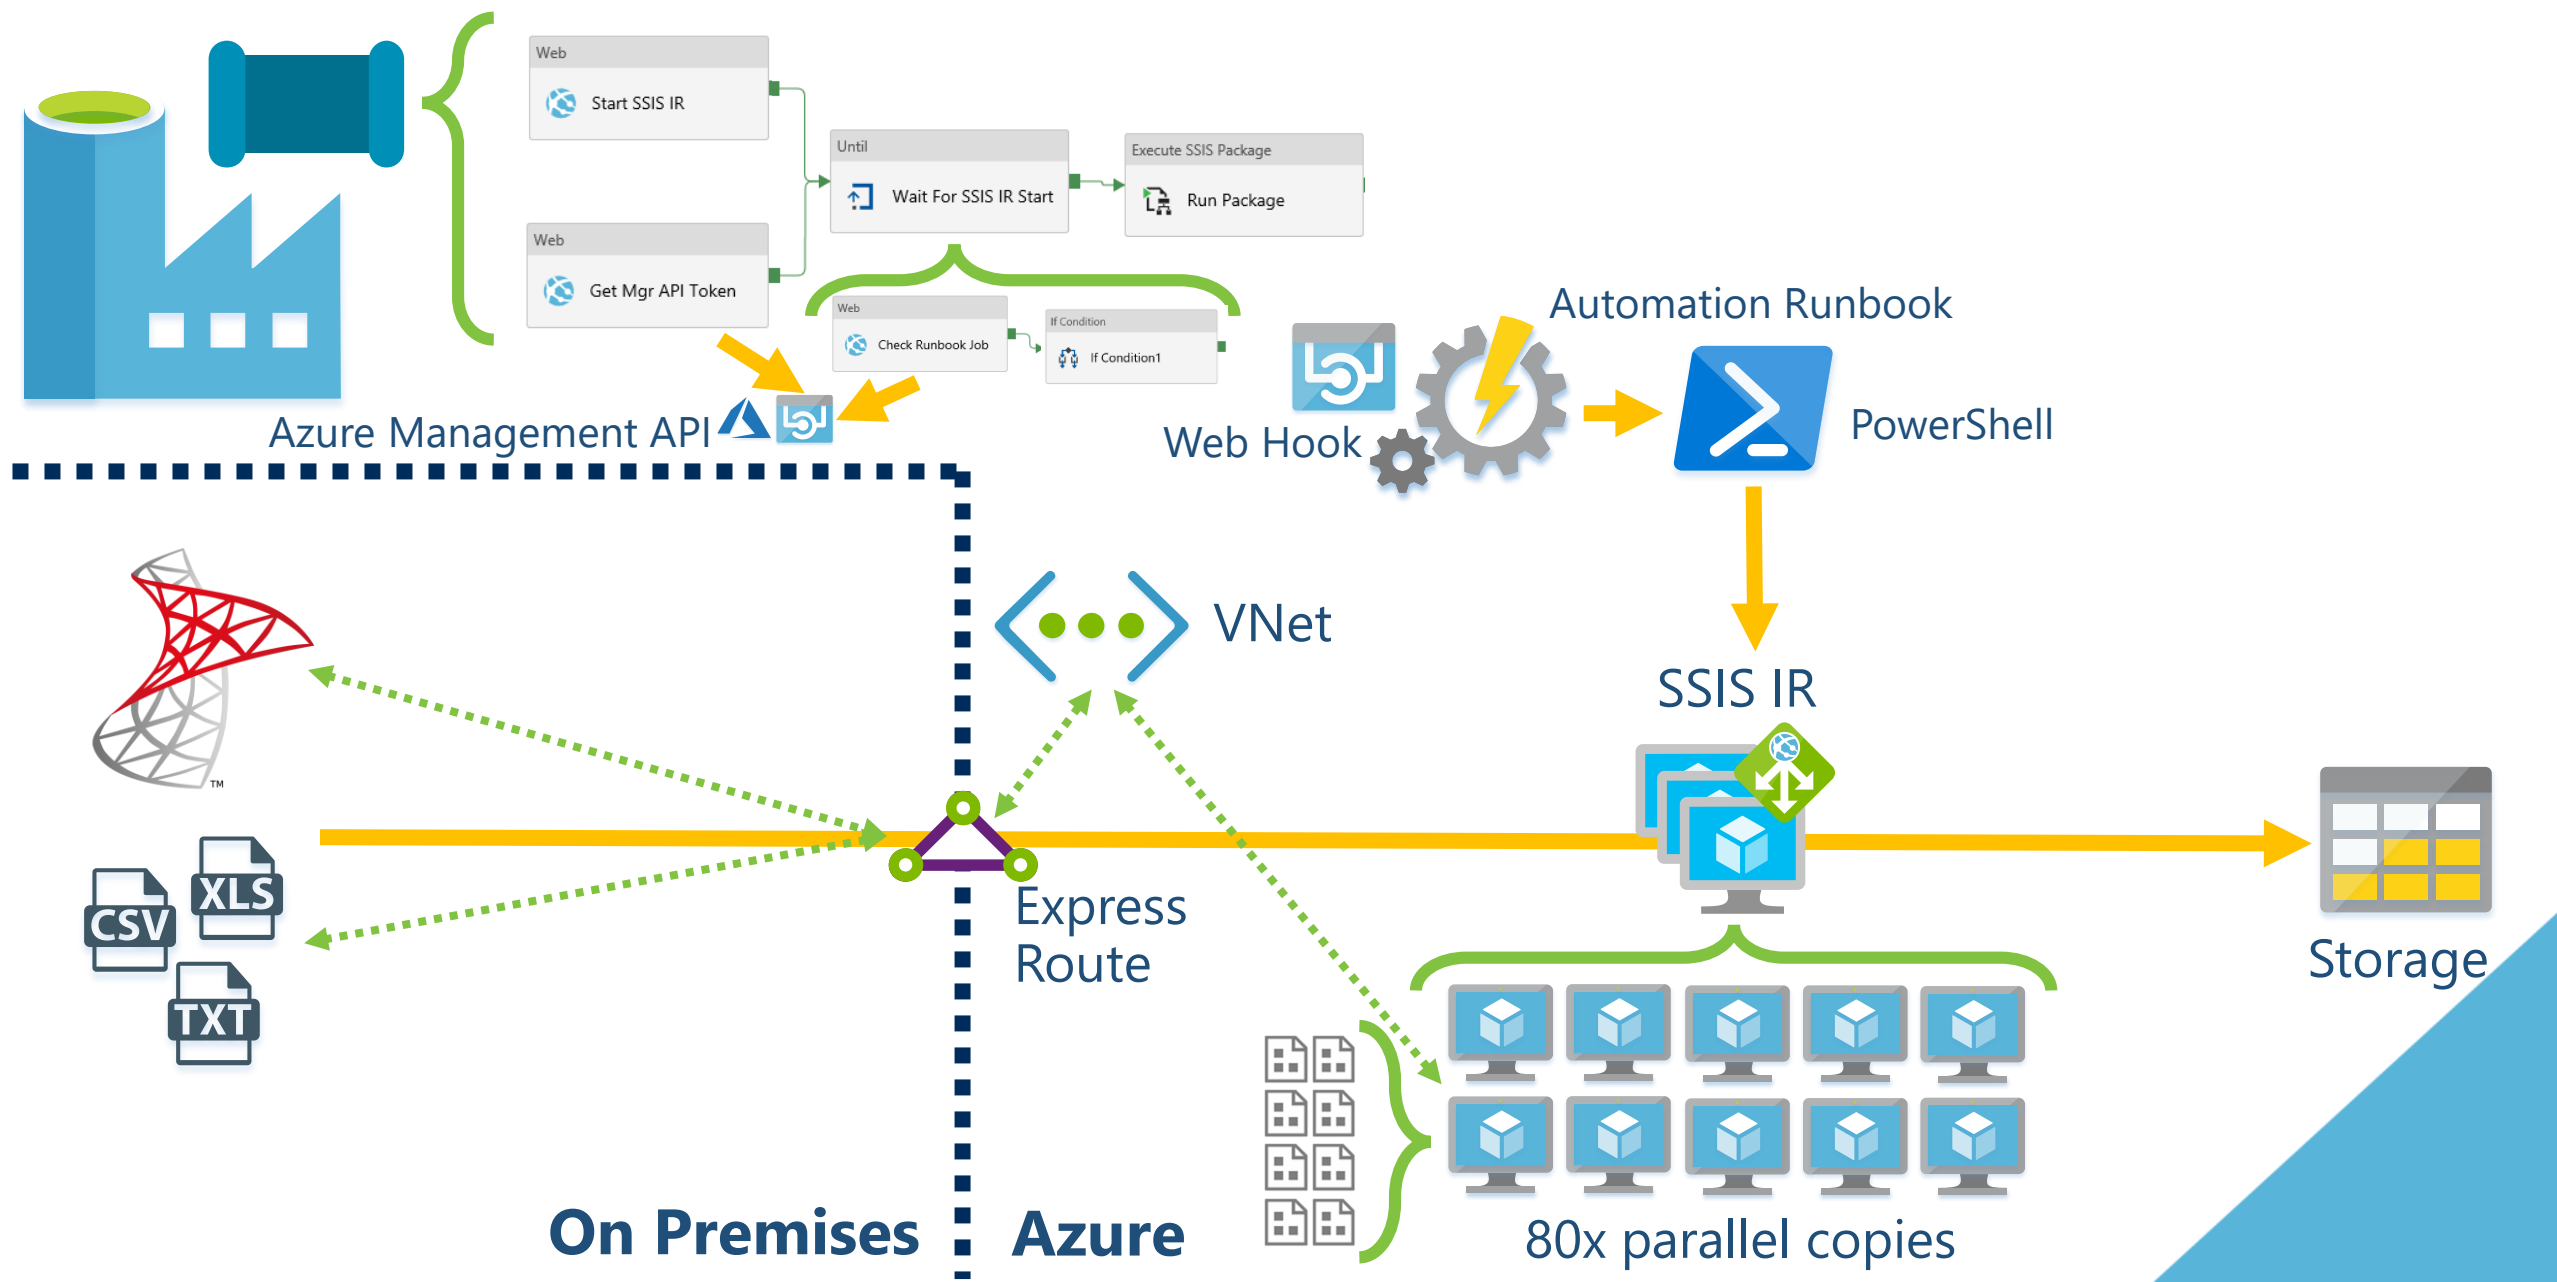 Web
Start SSIS IR
Web
Get Mgr API Token
Until
Wait For SSIS IR Start
Execute SSIS Package
Run Package
Web
Check Runbook Job
If Condition
If Condition1
Azure Management API
Automation Runbook
Web Hook
PowerShell
VNet
SSIS IR
TM
CSV
XLS
TXT
Express
Route
Storage
80x parallel copies
On Premises
Azure